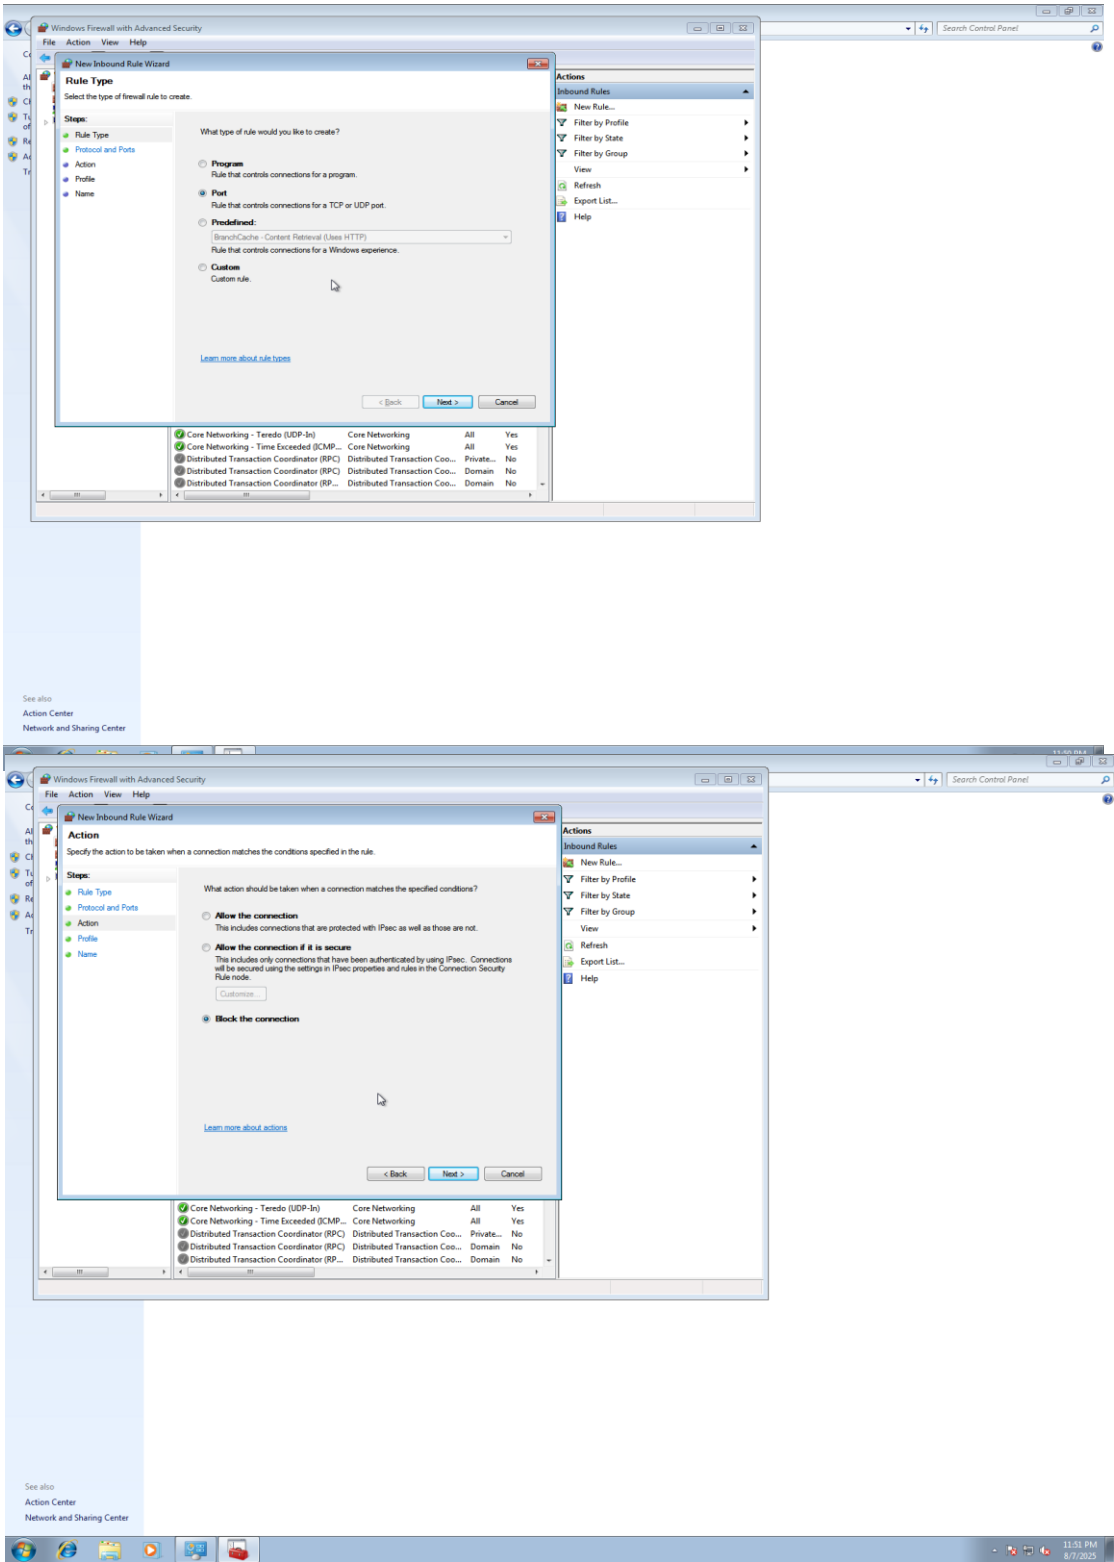 Windows Firewall with Advanced Security
Search Control Panel
File Action View Help
New Inbound Rule Wizard
Rule Type
Select the type of firewall rule to create.
Steps:
Rule Type
Protocol and Ports
Action
Profile
Name
What type of rule would you like to create?
Program
Rule that controls connections for a program.
Port
Rule that controls connections for a TCP or UDP port.
Predefined:
BranchCache - Content Retrieval (Uses HTTP)
Rule that controls connections for a Windows experience.
Custom
Custom rule.
Learn more about rule types
< Back Next > Cancel
Actions
Inbound Rules
New Rule...
Filter by Profile
Filter by State
Filter by Group
View
Refresh
Export List...
Help
Core Networking - Teredo (UDP-In) Core Networking All Yes
Core Networking - Time Exceeded (ICMP... Core Networking All Yes
Distributed Transaction Coordinator (RPC) Distributed Transaction Coo... Private... No
Distributed Transaction Coordinator (RPC) Distributed Transaction Coo... Domain No
Distributed Transaction Coordinator (RP... Distributed Transaction Coo... Domain No
See also
Action Center
Network and Sharing Center
Windows Firewall with Advanced Security
Search Control Panel
File Action View Help
New Inbound Rule Wizard
Action
Specify the action to be taken when a connection matches the conditions specified in the rule.
Steps:
Rule Type
Protocol and Ports
Action
Profile
Name
What action should be taken when a connection matches the specified conditions?
Allow the connection
This includes connections that are protected with IPsec as well as those are not.
Allow the connection if it is secure
This includes only connections that have been authenticated by using IPsec. Connections
will be secured using the settings in IPsec properties and rules in the Connection Security
Rule node.
Customize...
Block the connection
Learn more about actions
< Back Next > Cancel
Actions
Inbound Rules
New Rule...
Filter by Profile
Filter by State
Filter by Group
View
Refresh
Export List...
Help
Core Networking - Teredo (UDP-In) Core Networking All Yes
Core Networking - Time Exceeded (ICMP... Core Networking All Yes
Distributed Transaction Coordinator (RPC) Distributed Transaction Coo... Private... No
Distributed Transaction Coordinator (RPC) Distributed Transaction Coo... Domain No
Distributed Transaction Coordinator (RP... Distributed Transaction Coo... Domain No
See also
Action Center
Network and Sharing Center
11:51 PM
8/7/2025